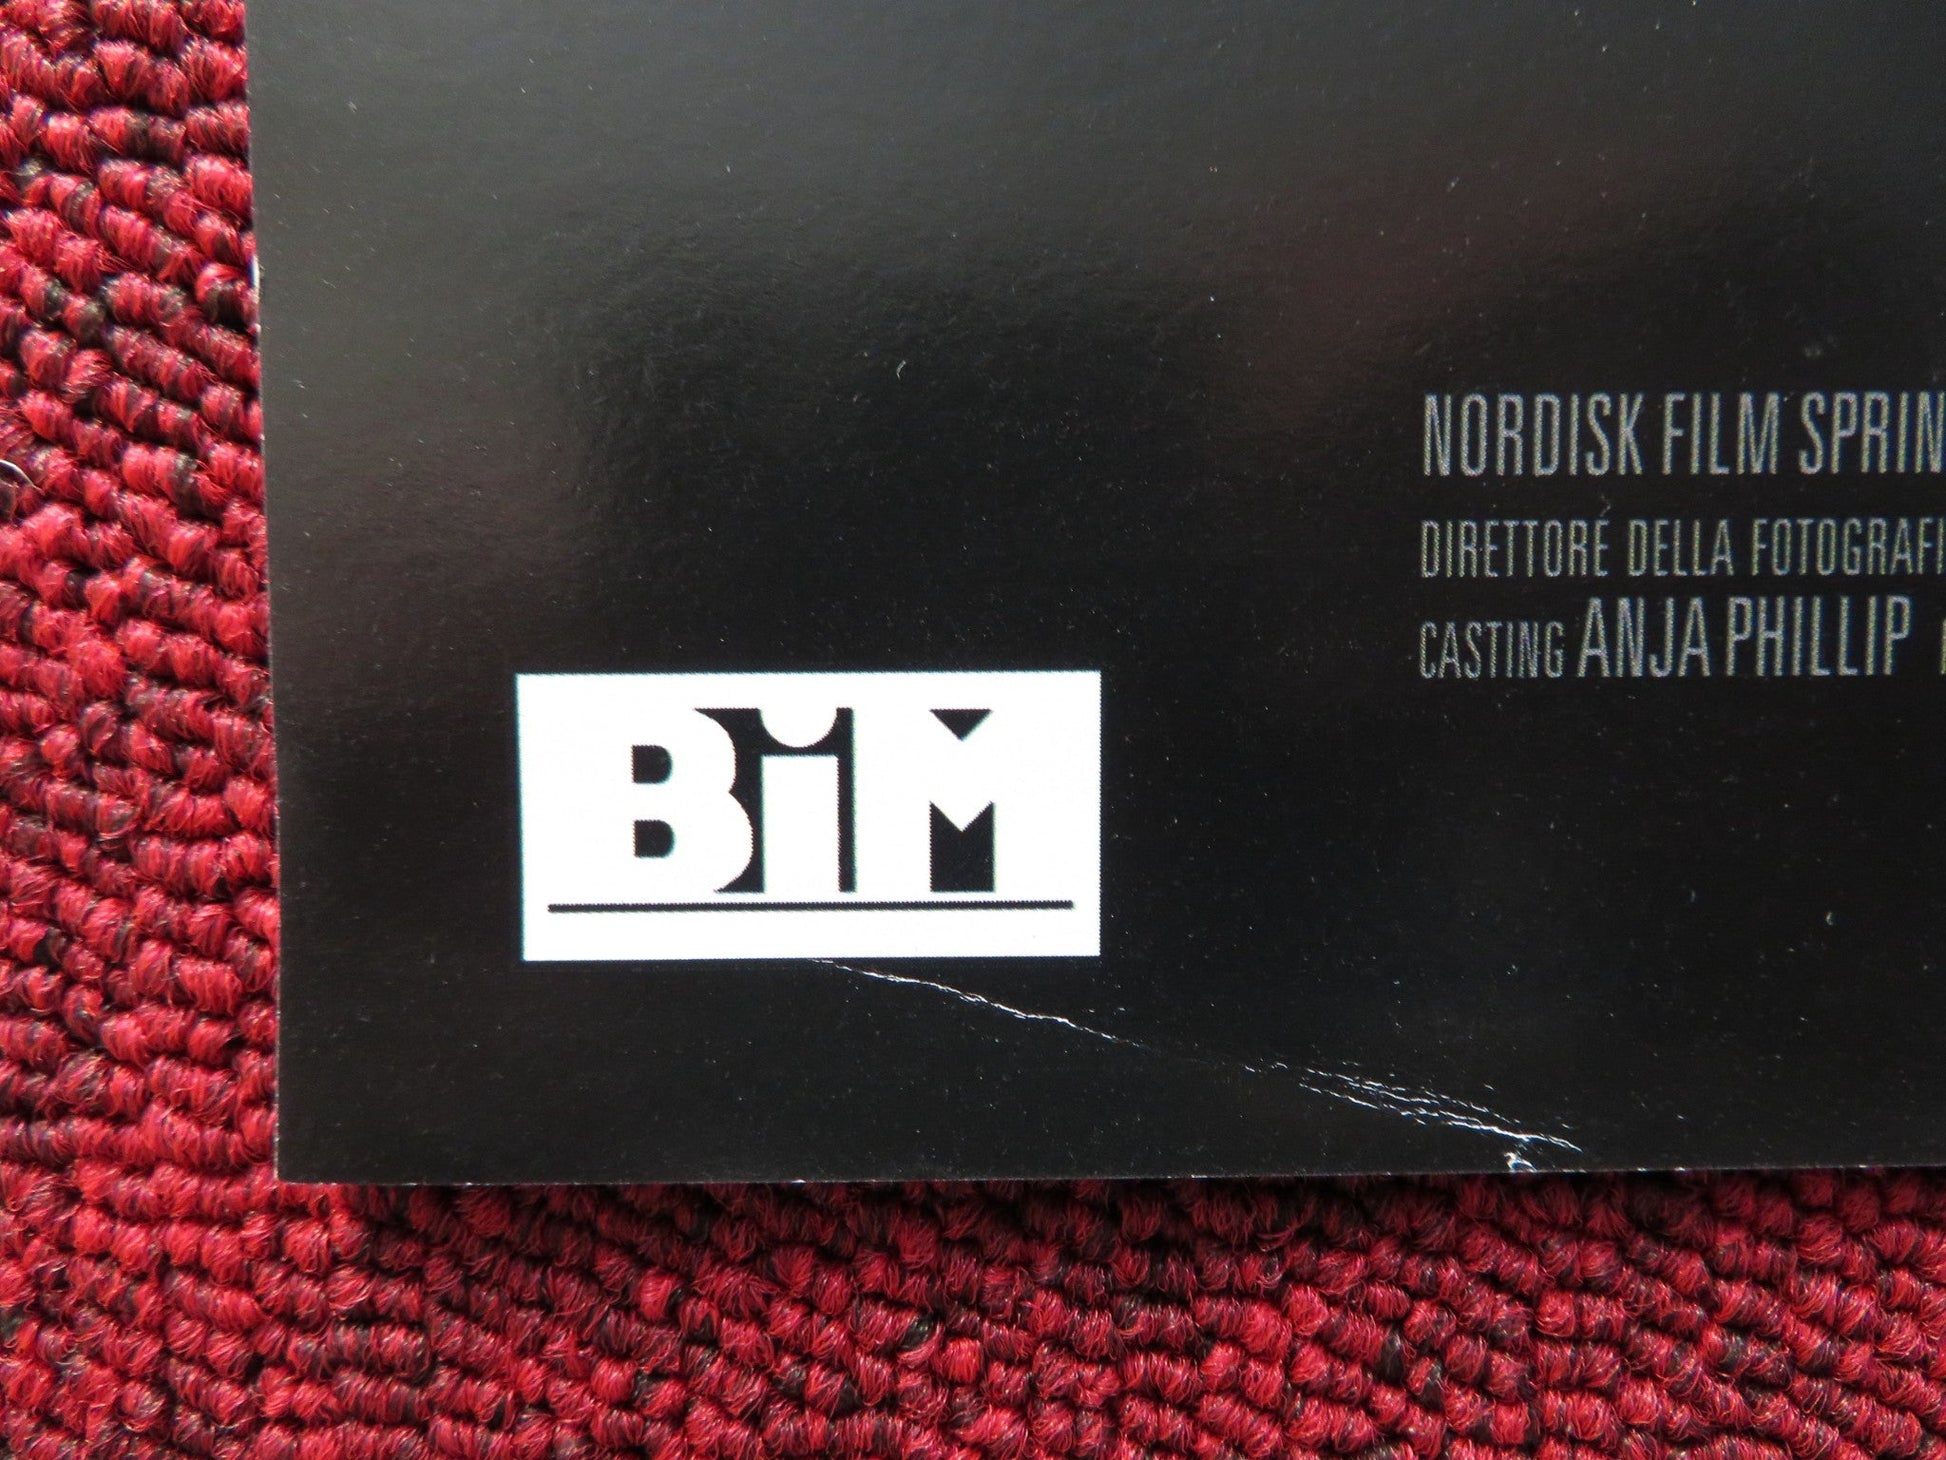 NORDISK FILM SPRIN
DIRETTORE DELLA FOTOGRAFI
CASTING ANJA PHILLIP
BiM